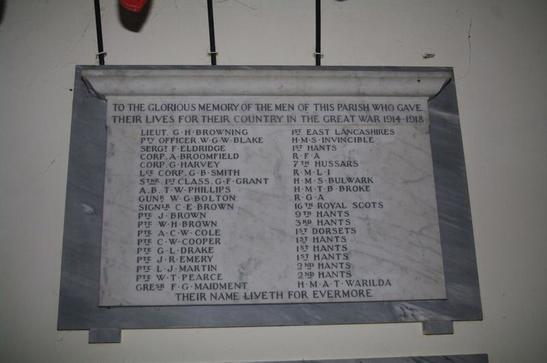 TO THE GLORIOUS MEMORY OF THE MEN OF THIS PARISH WHO GAVE
THEIR LIVES FOR THEIR COUNTRY IN THE GREAT WAR 1914-1918
LIEUT. G·H·BROWNING 1ST EAST LANCASHIRES
PTY OFFICER W·G·W·BLAKE H·M·S·INVINCIBLE
SERGT F·ELDRIDGE 1ST HANTS
CORP. A·BROOMFIELD R·F·A
CORP. G·HARVEY 7TH HUSSARS
LCE CORP. G·B·SMITH R·M·L·I
STKR 1ST CLASS. G·F·GRANT H·M·S·BULWARK
A.B. T·W·PHILLIPS H·M·T·B·BROKE
GUNR W·G·BOLTON R·G·A
SIGNLR C·E·BROWN 16TH ROYAL SCOTS
PTE J·BROWN 9TH HANTS
PTE W·H·BROWN 3RD HANTS
PTE A·C·W·COLE 1ST DORSETS
PTE C·W·COOPER 1ST HANTS
PTE G·L·DRAKE 1ST HANTS
PTE J·R·EMERY 1ST HANTS
PTE L·J·MARTIN 2ND HANTS
PTE W·T·PEARCE 2ND HANTS
GRESR F·G·MAIDMENT H·M·A·T·WARILDA
THEIR NAME LIVETH FOR EVERMORE